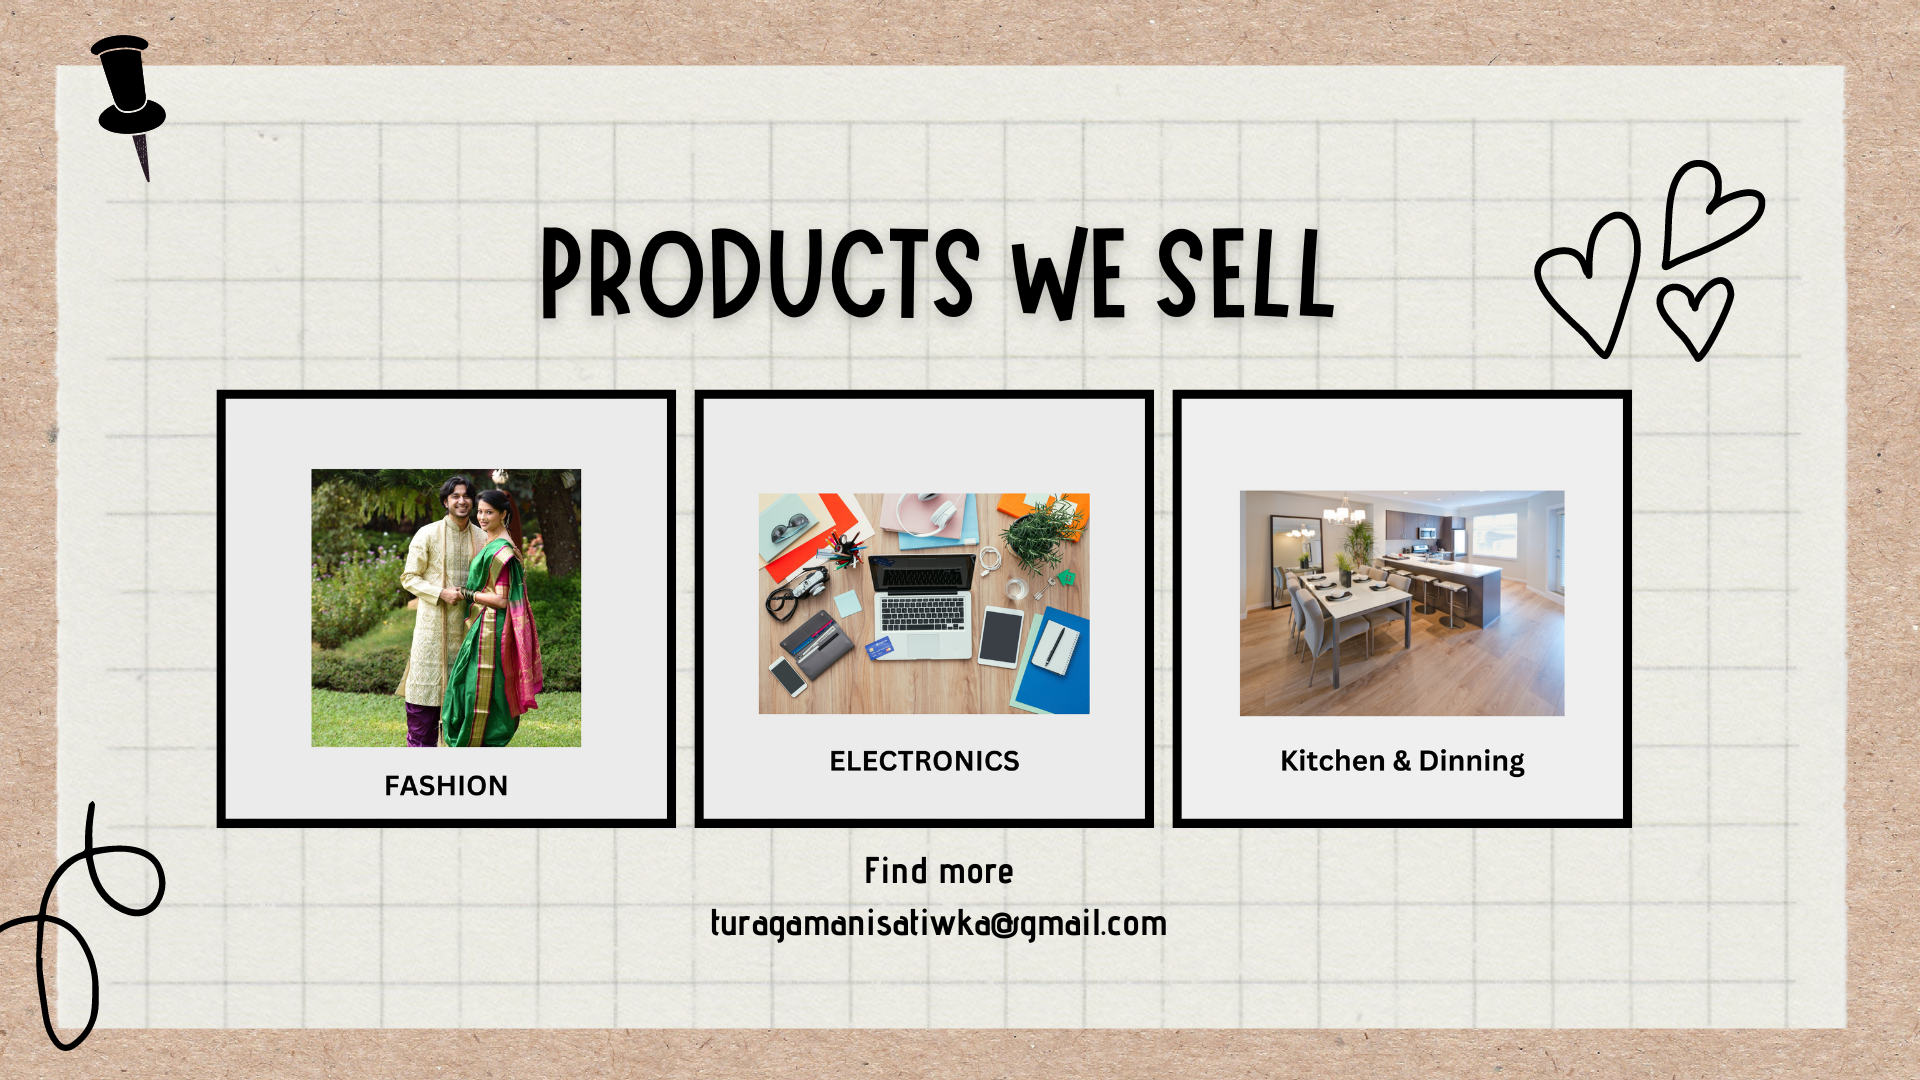 PRODUCTS WE SELL
FASHION
ELECTRONICS
Kitchen & Dinning
Find more
turagamanisatiwka@gmail.com